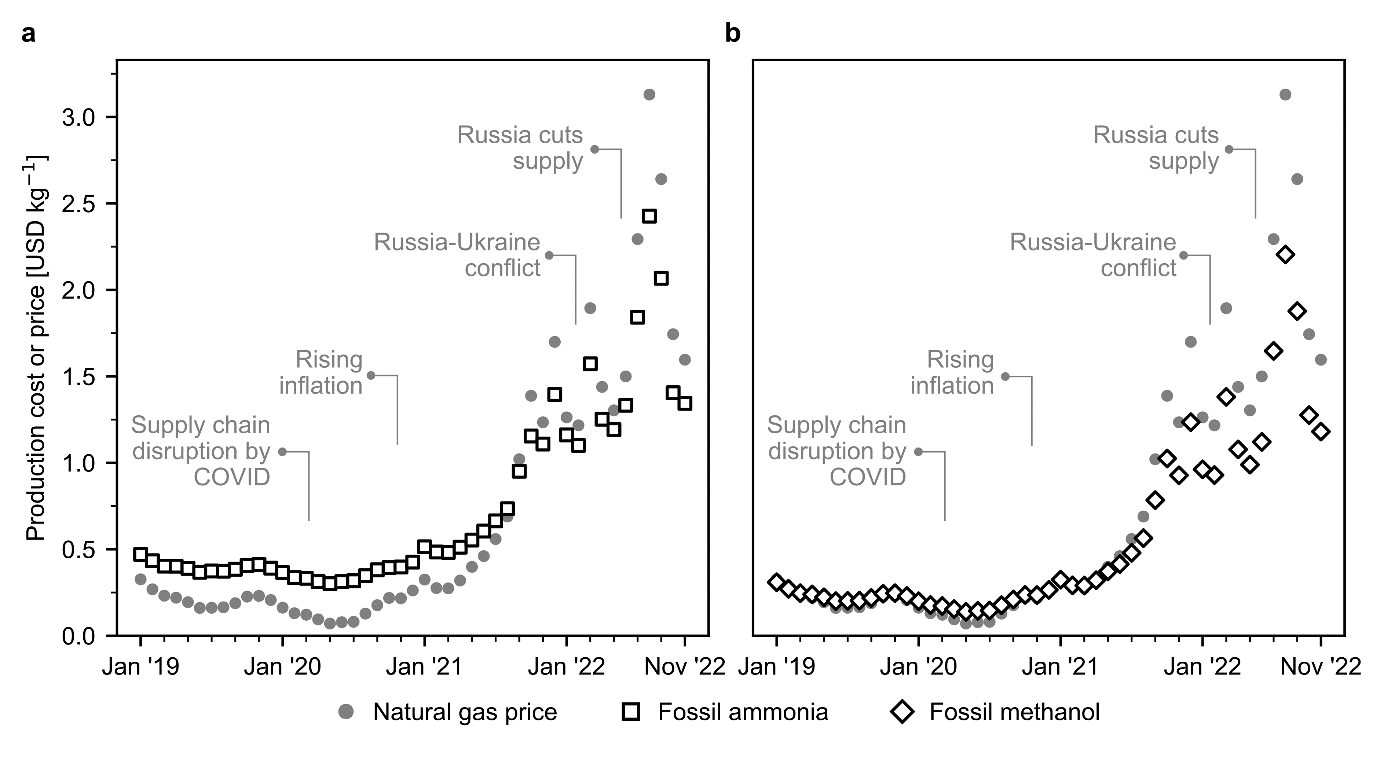 a
b
Production cost or price [USD kg⁻¹]
3.0
2.5
2.0
1.5
1.0
0.5
0.0
Russia cuts
supply
Russia-Ukraine
conflict
Rising
inflation
Supply chain
disruption by
COVID
Jan '19
Jan '20
Jan '21
Jan '22
Nov '22
Russia cuts
supply
Russia-Ukraine
conflict
Rising
inflation
Supply chain
disruption by
COVID
Jan '19
Jan '20
Jan '21
Jan '22
Nov '22
Natural gas price
Fossil ammonia
Fossil methanol